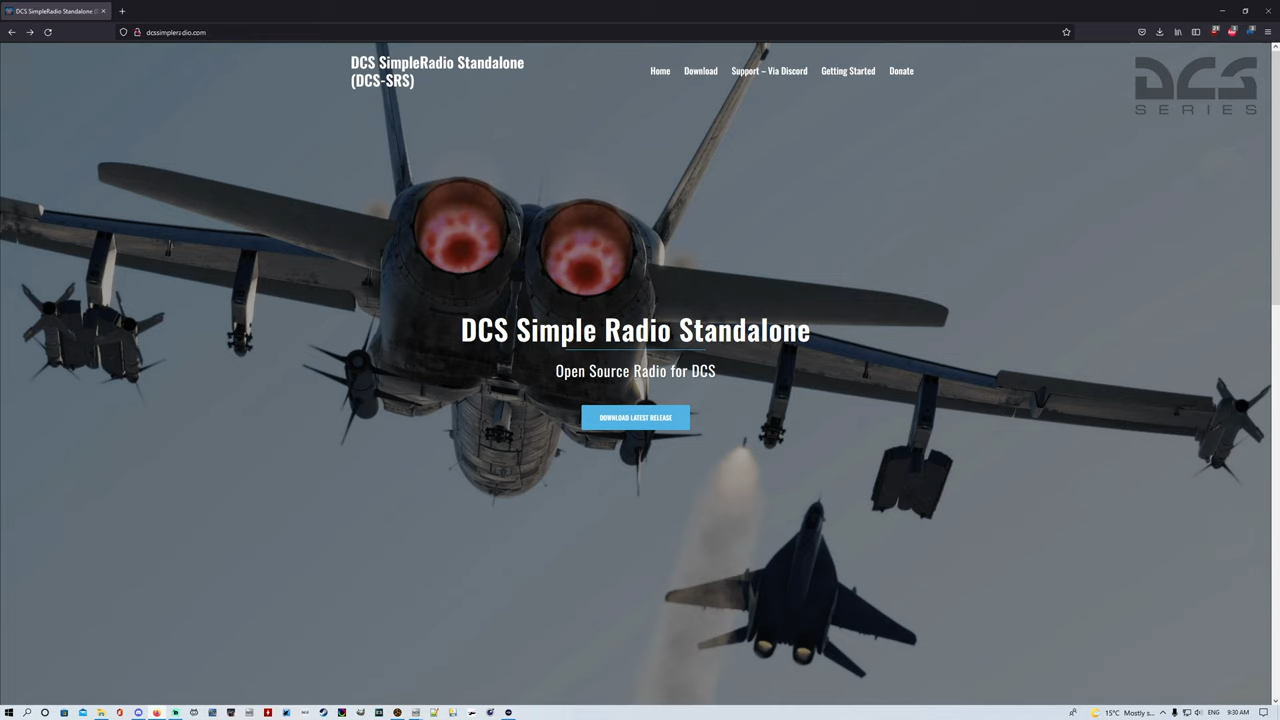 DCS SimpleRadio Standalone (
dcssimpleradio.com
DCS SimpleRadio Standalone
(DCS-SRS)
Home
Download
Support – Via Discord
Getting Started
Donate
DCS
SERIES
DCS Simple Radio Standalone
Open Source Radio for DCS
DOWNLOAD LATEST RELEASE
15°C Mostly s...
ENG
9:30 AM